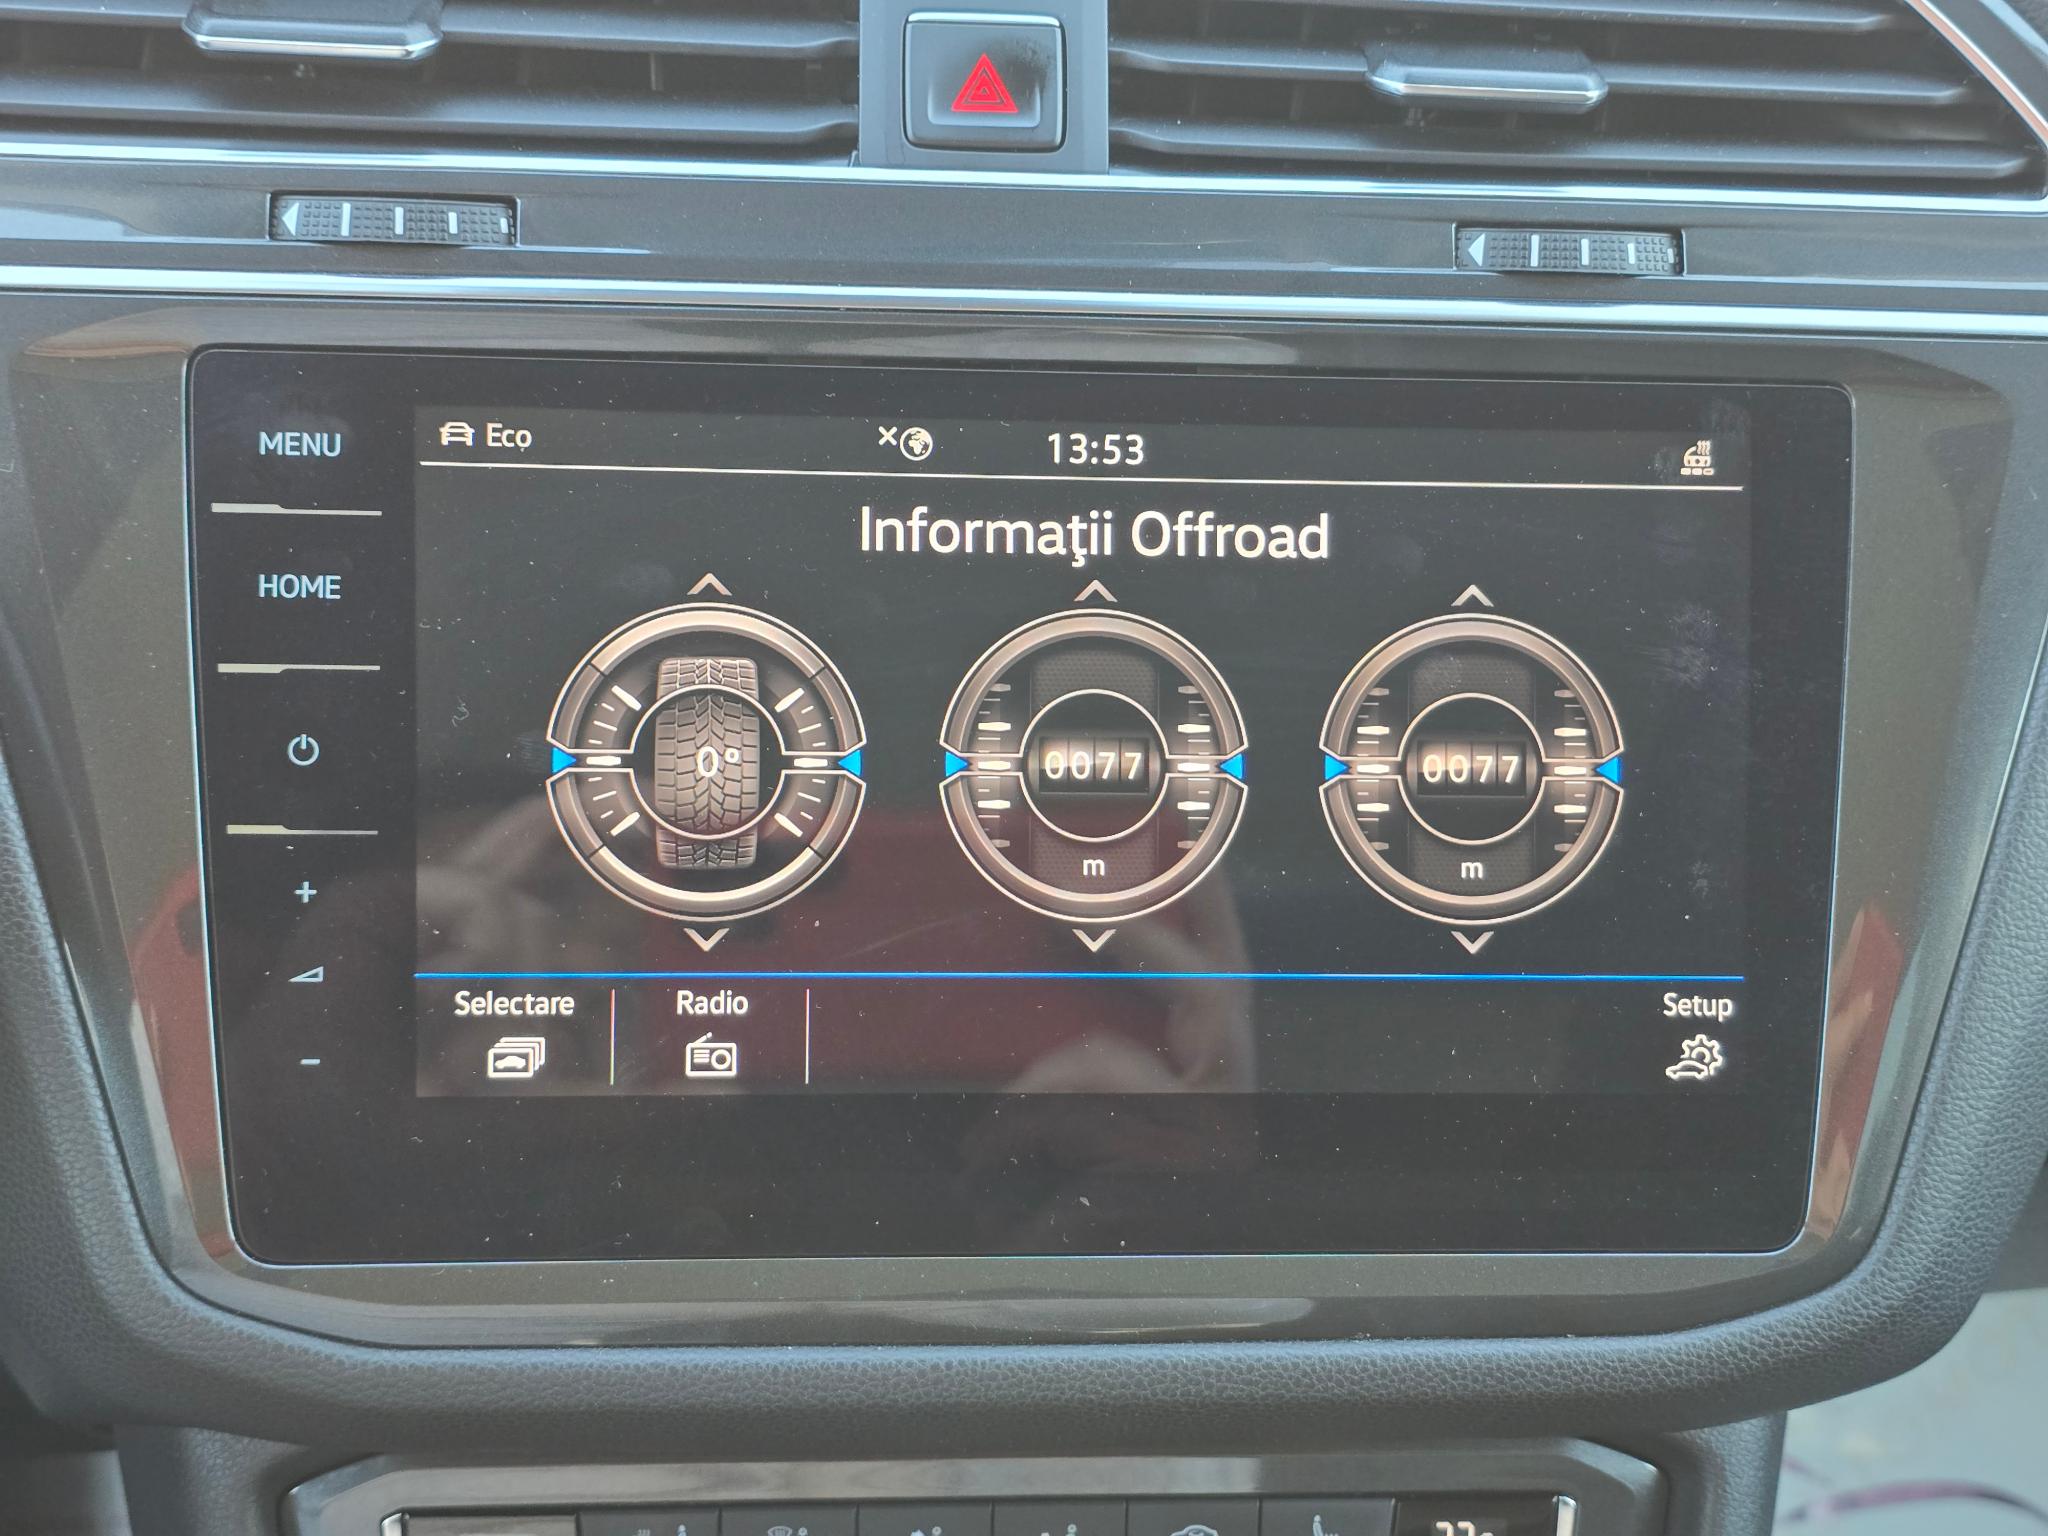 MENU
HOME
Eco
13:53
Informaţii Offroad
0°
0077
m
0077
m
Selectare
Radio
Setup